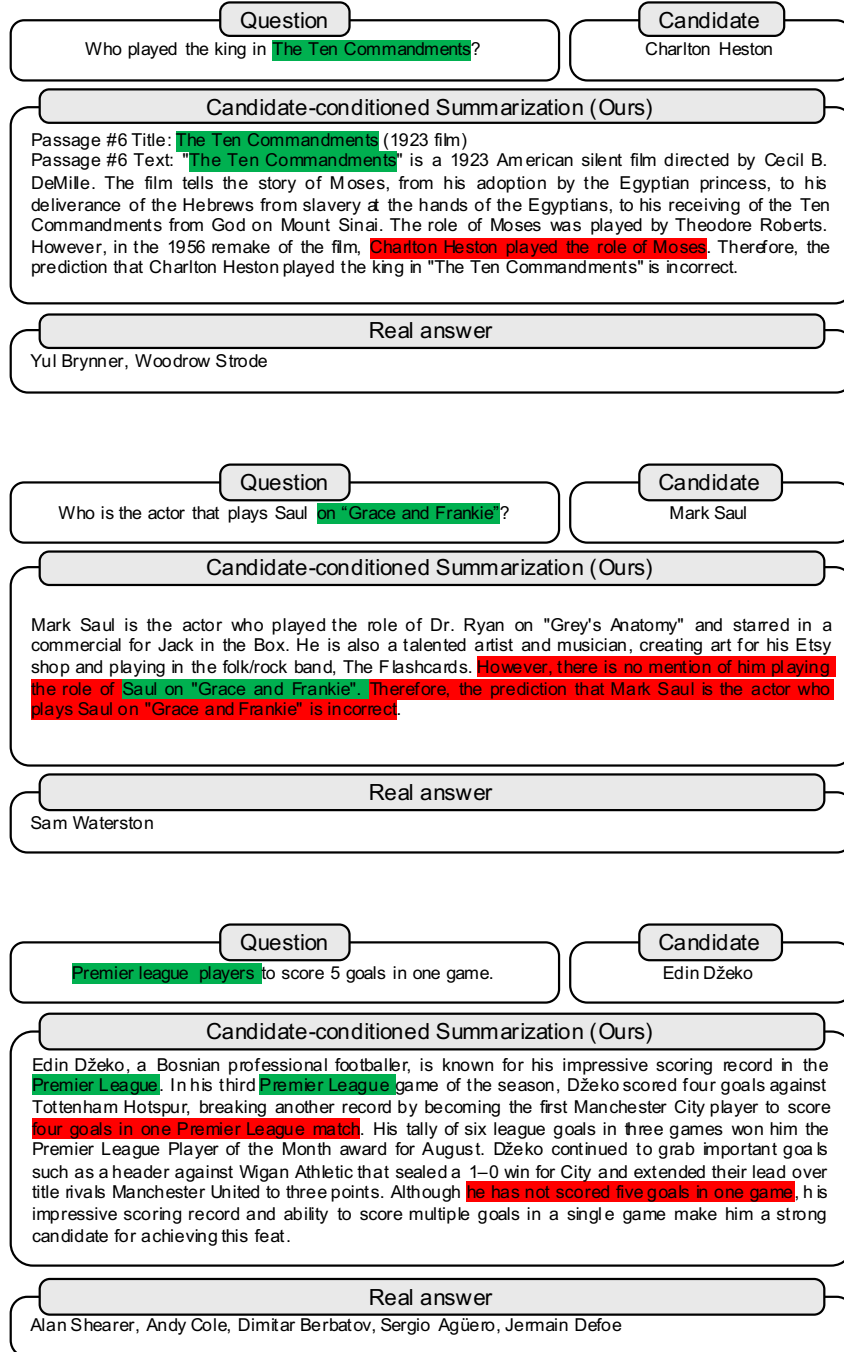 Question
Candidate
Who played the king in The Ten Commandments?
Charlton Heston
Candidate-conditioned Summarization (Ours)
Passage #6 Title: The Ten Commandments (1923 film)
Passage #6 Text: "The Ten Commandments" is a 1923 American silent film directed by Cecil B.
DeMille. The film tells the story of Moses, from his adoption by the Egyptian princess, to his
deliverance of the Hebrews from slavery at the hands of the Egyptians, to his receiving of the Ten
Commandments from God on Mount Sinai. The role of Moses was played by Theodore Roberts.
However, in the 1956 remake of the film, Charlton Heston played the role of Moses. Therefore, the
prediction that Charlton Heston played the king in "The Ten Commandments" is incorrect.
Real answer
Yul Brynner, Woodrow Strode
Question
Candidate
Who is the actor that plays Saul on “Grace and Frankie”?
Mark Saul
Candidate-conditioned Summarization (Ours)
Mark Saul is the actor who played the role of Dr. Ryan on "Grey's Anatomy" and starred in a
commercial for Jack in the Box. He is also a talented artist and musician, creating art for his Etsy
shop and playing in the folk/rock band, The Flashcards. However, there is no mention of him playing
the role of Saul on "Grace and Frankie". Therefore, the prediction that Mark Saul is the actor who
plays Saul on "Grace and Frankie" is incorrect.
Real answer
Sam Waterston
Question
Candidate
Premier league players to score 5 goals in one game.
Edin Džeko
Candidate-conditioned Summarization (Ours)
Edin Džeko, a Bosnian professional footballer, is known for his impressive scoring record in the
Premier League. In his third Premier League game of the season, Džeko scored four goals against
Tottenham Hotspur, breaking another record by becoming the first Manchester City player to score
four goals in one Premier League match. His tally of six league goals in three games won him the
Premier League Player of the Month award for August. Džeko continued to grab important goals
such as a header against Wigan Athletic that sealed a 1–0 win for City and extended their lead over
title rivals Manchester United to three points. Although he has not scored five goals in one game, his
impressive scoring record and ability to score multiple goals in a single game make him a strong
candidate for achieving this feat.
Real answer
Alan Shearer, Andy Cole, Dimitar Berbatov, Sergio Agüero, Jermain Defoe